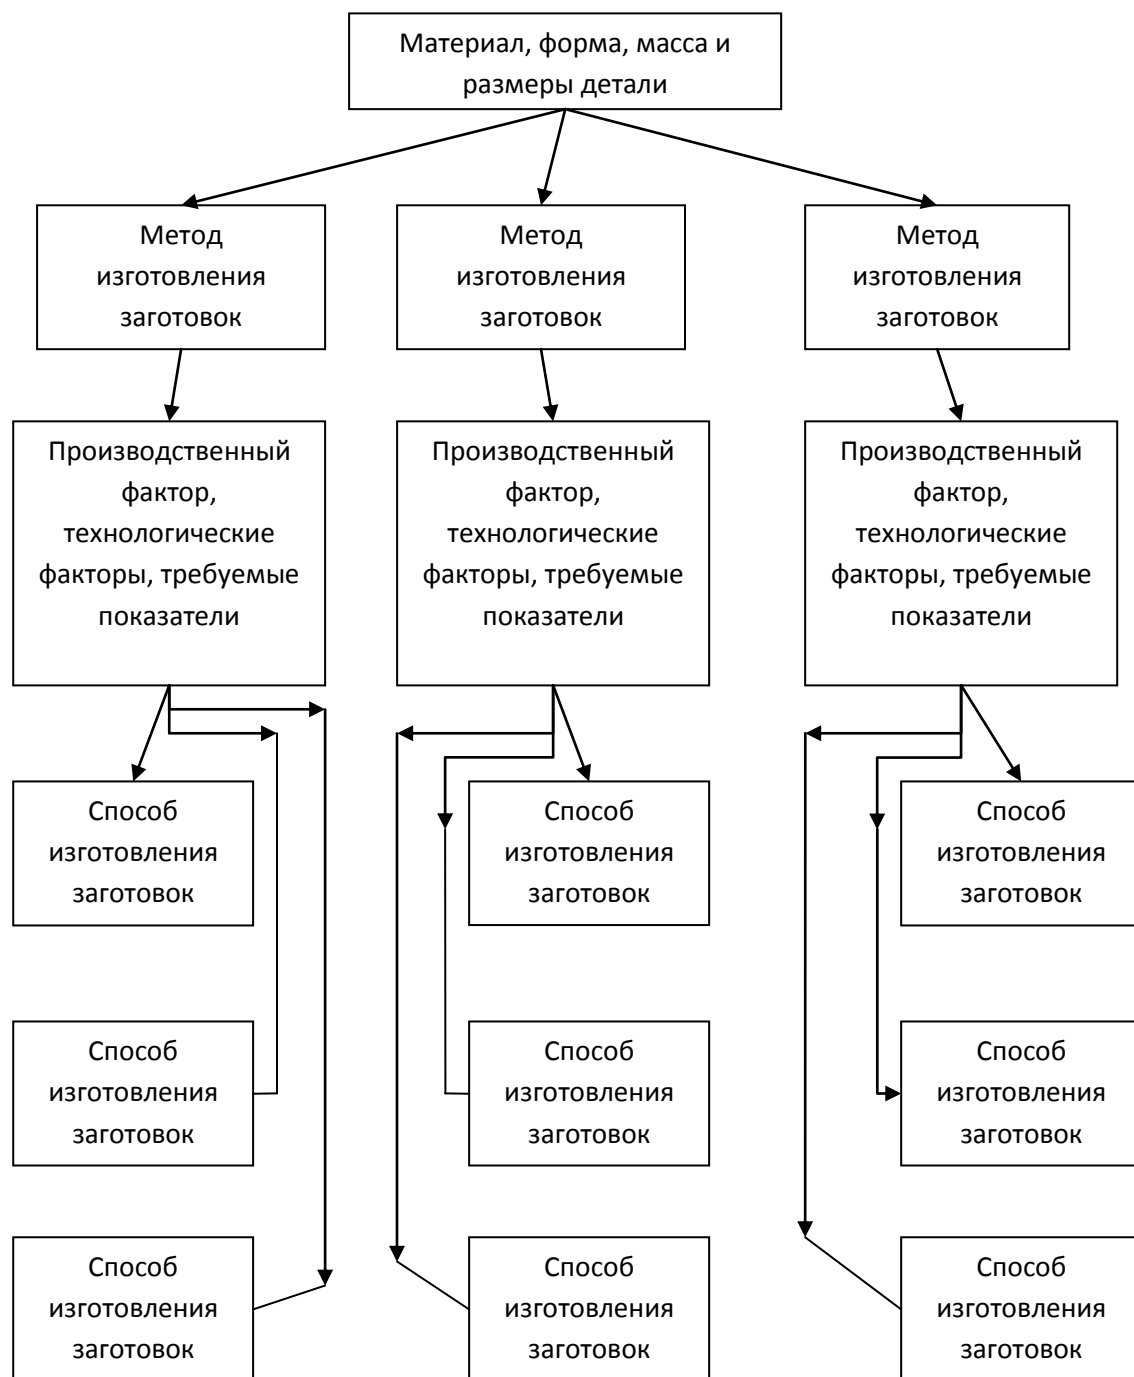 Материал, форма, масса и
размеры детали
Метод
изготовления
заготовок
Метод
изготовления
заготовок
Метод
изготовления
заготовок
Производственный
фактор,
технологические
факторы, требуемые
показатели
Производственный
фактор,
технологические
факторы, требуемые
показатели
Производственный
фактор,
технологические
факторы, требуемые
показатели
Способ
изготовления
заготовок
Способ
изготовления
заготовок
Способ
изготовления
заготовок
Способ
изготовления
заготовок
Способ
изготовления
заготовок
Способ
изготовления
заготовок
Способ
изготовления
заготовок
Способ
изготовления
заготовок
Способ
изготовления
заготовок